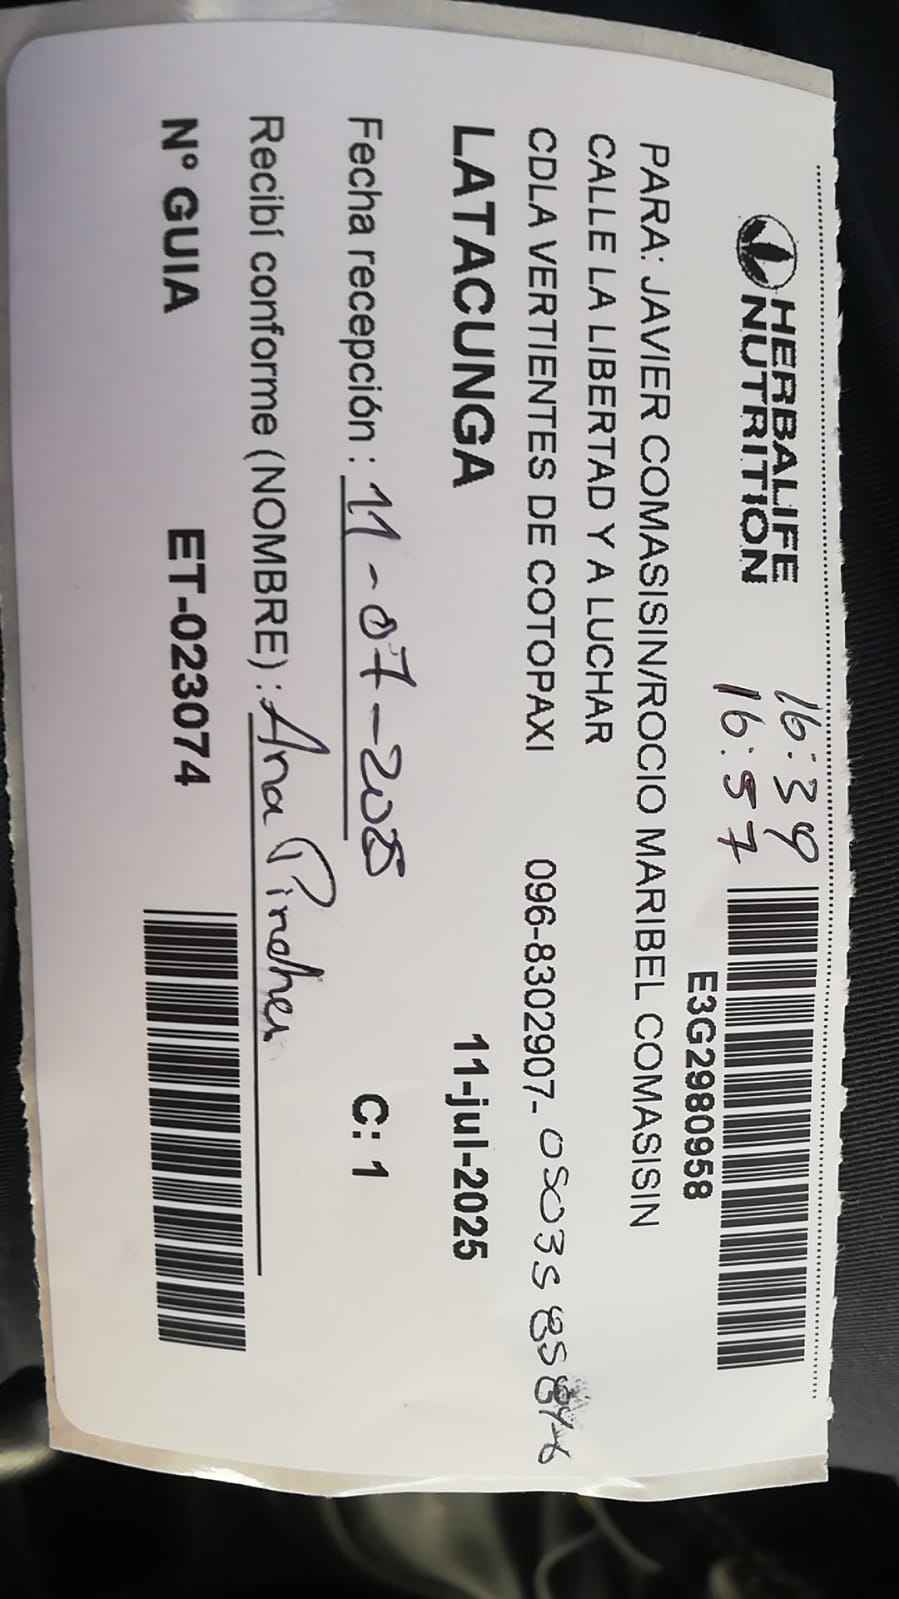 HERBALIFE
NUTRITION
16:39
16:57
E3G2980958
PARA: JAVIER COMASISIN/ROCIO MARIBEL COMASISIN
CALLE LA LIBERTAD Y A LUCHAR
CDLA VERTIENTES DE COTOPAXI 096-8302907-
LATACUNGA 11-jul-2025
Fecha recepción : 11-07-2025 C: 1
Recibí conforme (NOMBRE) : Ana
N° GUIA ET-023074